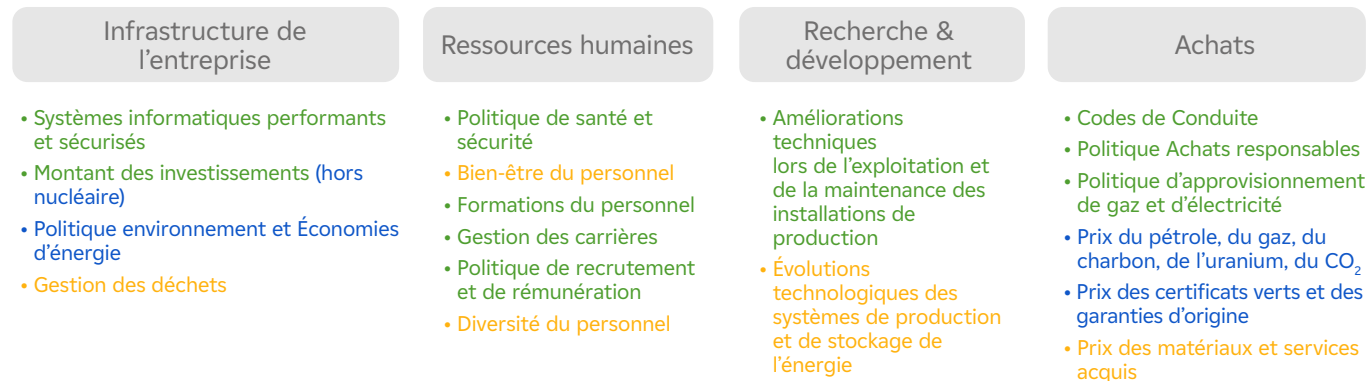 Infrastructure de
l’entreprise
• Systèmes informatiques performants
et sécurisés
• Montant des investissements (hors
nucléaire)
• Politique environnement et Économies
d’énergie
• Gestion des déchets
Ressources humaines
• Politique de santé et
sécurité
• Bien-être du personnel
• Formations du personnel
• Gestion des carrières
• Politique de recrutement
et de rémunération
• Diversité du personnel
Recherche &
développement
• Améliorations
techniques
lors de l’exploitation et
de la maintenance des
installations de
production
• Évolutions
technologiques des
systèmes de production
et de stockage de
l’énergie
Achats
• Codes de Conduite
• Politique Achats responsables
• Politique d’approvisionnement
de gaz et d’électricité
• Prix du pétrole, du gaz, du
charbon, de l’uranium, du CO₂
• Prix des certificats verts et des
garanties d’origine
• Prix des matériaux et services
acquis